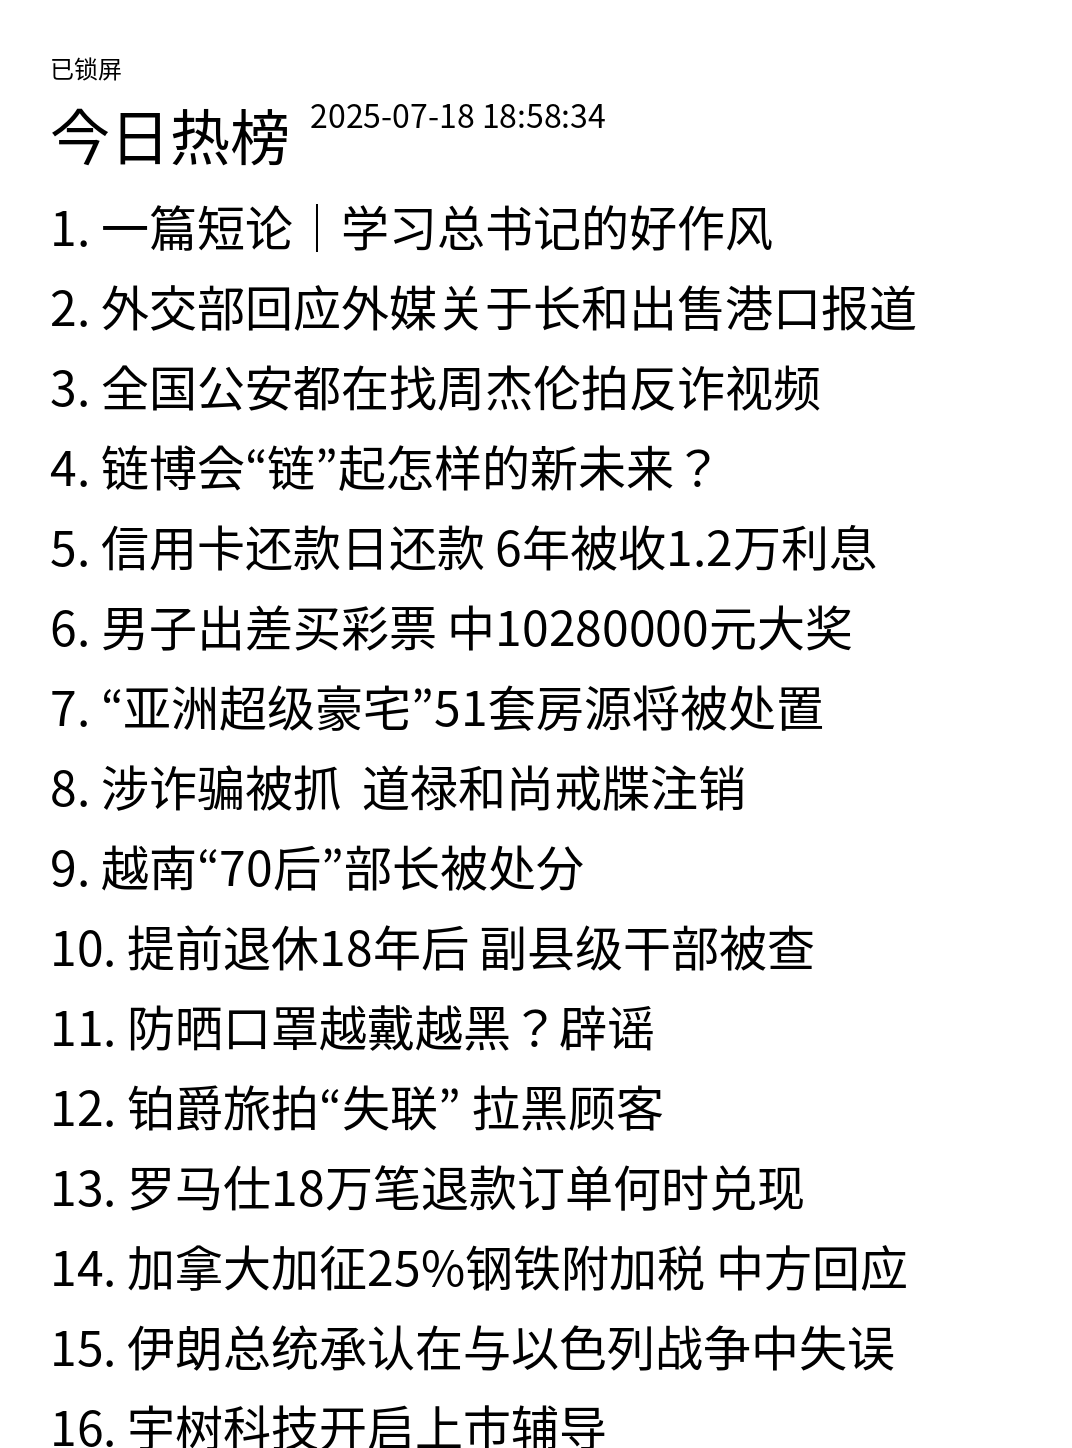 已锁屏
今日热榜 2025-07-18 18:58:34
1. 一篇短论｜学习总书记的好作风
2. 外交部回应外媒关于长和出售港口报道
3. 全国公安都在找周杰伦拍反诈视频
4. 链博会“链”起怎样的新未来？
5. 信用卡还款日还款 6年被收1.2万利息
6. 男子出差买彩票 中10280000元大奖
7. “亚洲超级豪宅”51套房源将被处置
8. 涉诈骗被抓  道禄和尚戒牒注销
9. 越南“70后”部长被处分
10. 提前退休18年后 副县级干部被查
11. 防晒口罩越戴越黑？辟谣
12. 铂爵旅拍“失联” 拉黑顾客
13. 罗马仕18万笔退款订单何时兑现
14. 加拿大加征25%钢铁附加税 中方回应
15. 伊朗总统承认在与以色列战争中失误
16. 宇树科技开启上市辅导